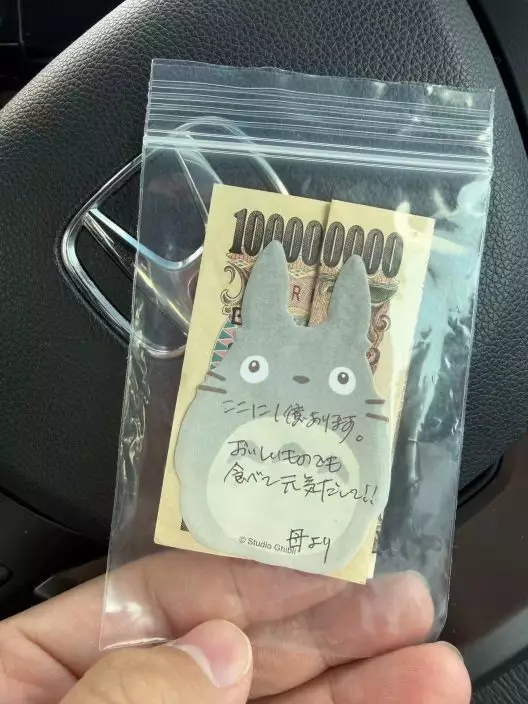 100000000
R
ここに1億あります。
おいしいものでも
食べて元気だして!!
母より
© Studio Ghibli